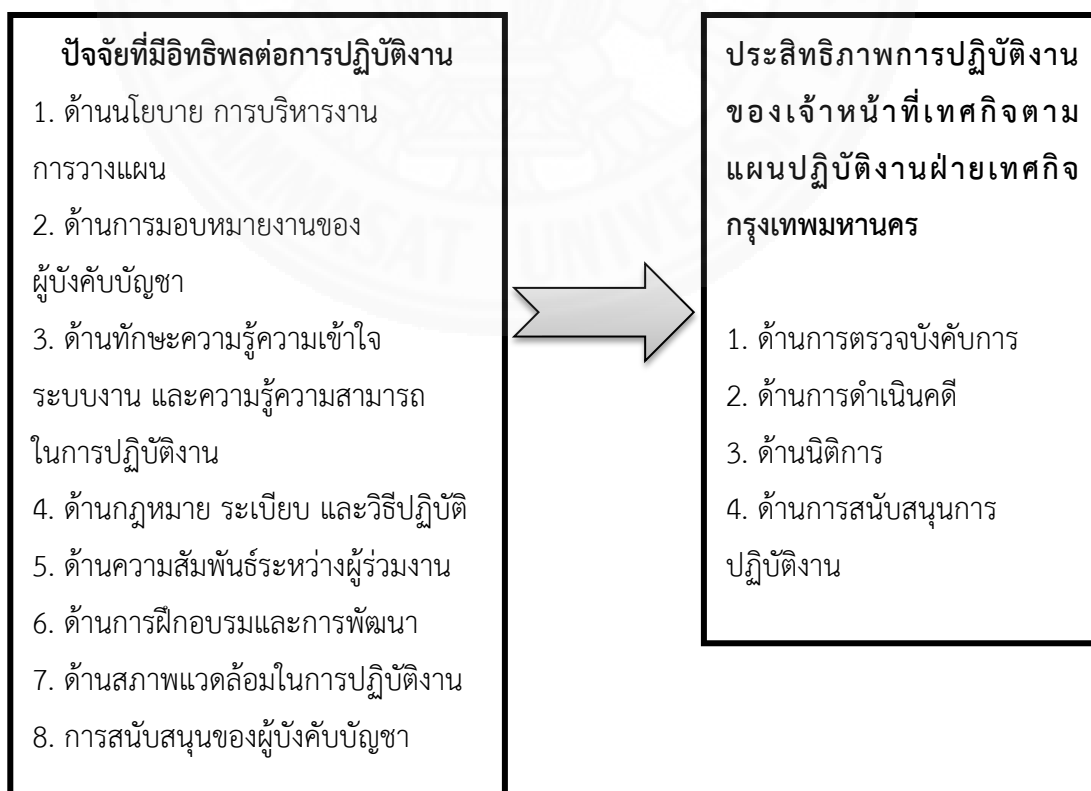 ปัจจัยที่มีอิทธิพลต่อการปฏิบัติงาน
1. ด้านนโยบาย การบริหารงาน
การวางแผน
2. ด้านการมอบหมายงานของ
ผู้บังคับบัญชา
3. ด้านทักษะความรู้ความเข้าใจ
ระบบงาน และความรู้ความสามารถ
ในการปฏิบัติงาน
4. ด้านกฎหมาย ระเบียบ และวิธีปฏิบัติ
5. ด้านความสัมพันธ์ระหว่างผู้ร่วมงาน
6. ด้านการฝึกอบรมและการพัฒนา
7. ด้านสภาพแวดล้อมในการปฏิบัติงาน
8. การสนับสนุนของผู้บังคับบัญชา
ประสิทธิภาพการปฏิบัติงาน
ของเจ้าหน้าที่เทศกิจตาม
แผนปฏิบัติงานฝ่ายเทศกิจ
กรุงเทพมหานคร
1. ด้านการตรวจบังคับการ
2. ด้านการดำเนินคดี
3. ด้านนิติการ
4. ด้านการสนับสนุนการ
ปฏิบัติงาน